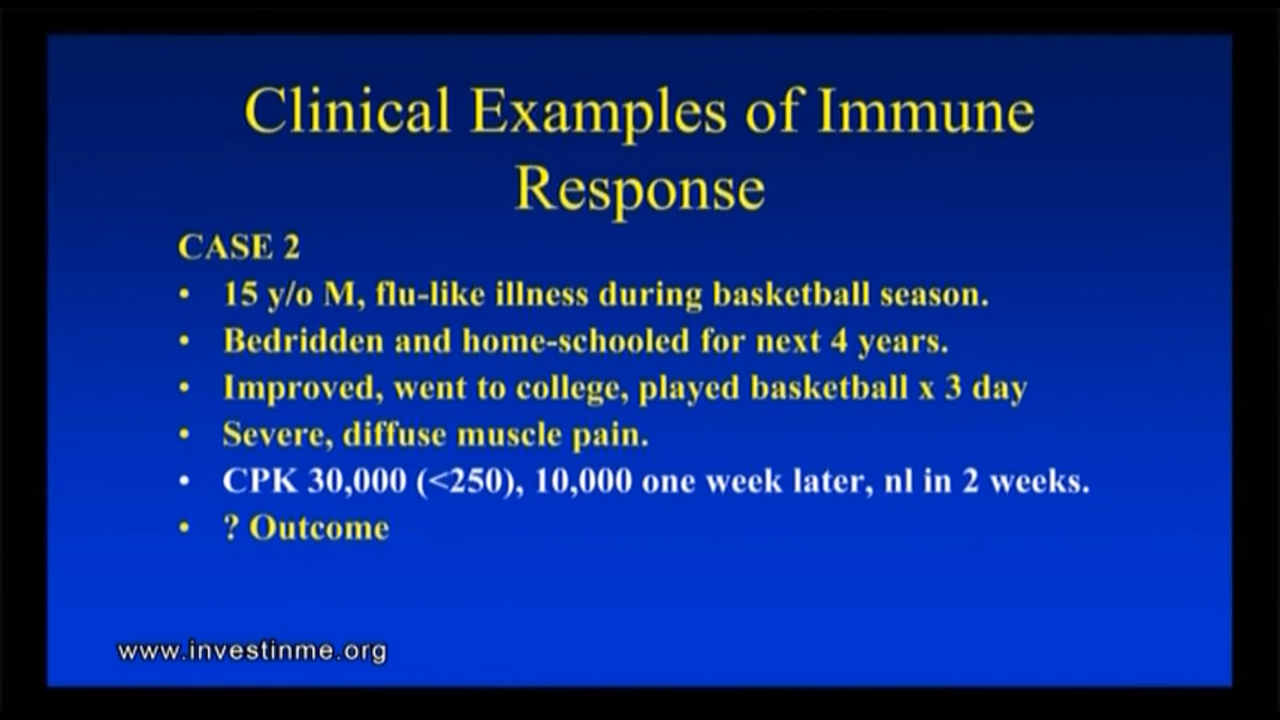 Clinical Examples of Immune
Response
CASE 2
• 15 y/o M, flu-like illness during basketball season.
• Bedridden and home-schooled for next 4 years.
• Improved, went to college, played basketball x 3 day
• Severe, diffuse muscle pain.
• CPK 30,000 (<250), 10,000 one week later, nl in 2 weeks.
• ? Outcome
www.investinme.org